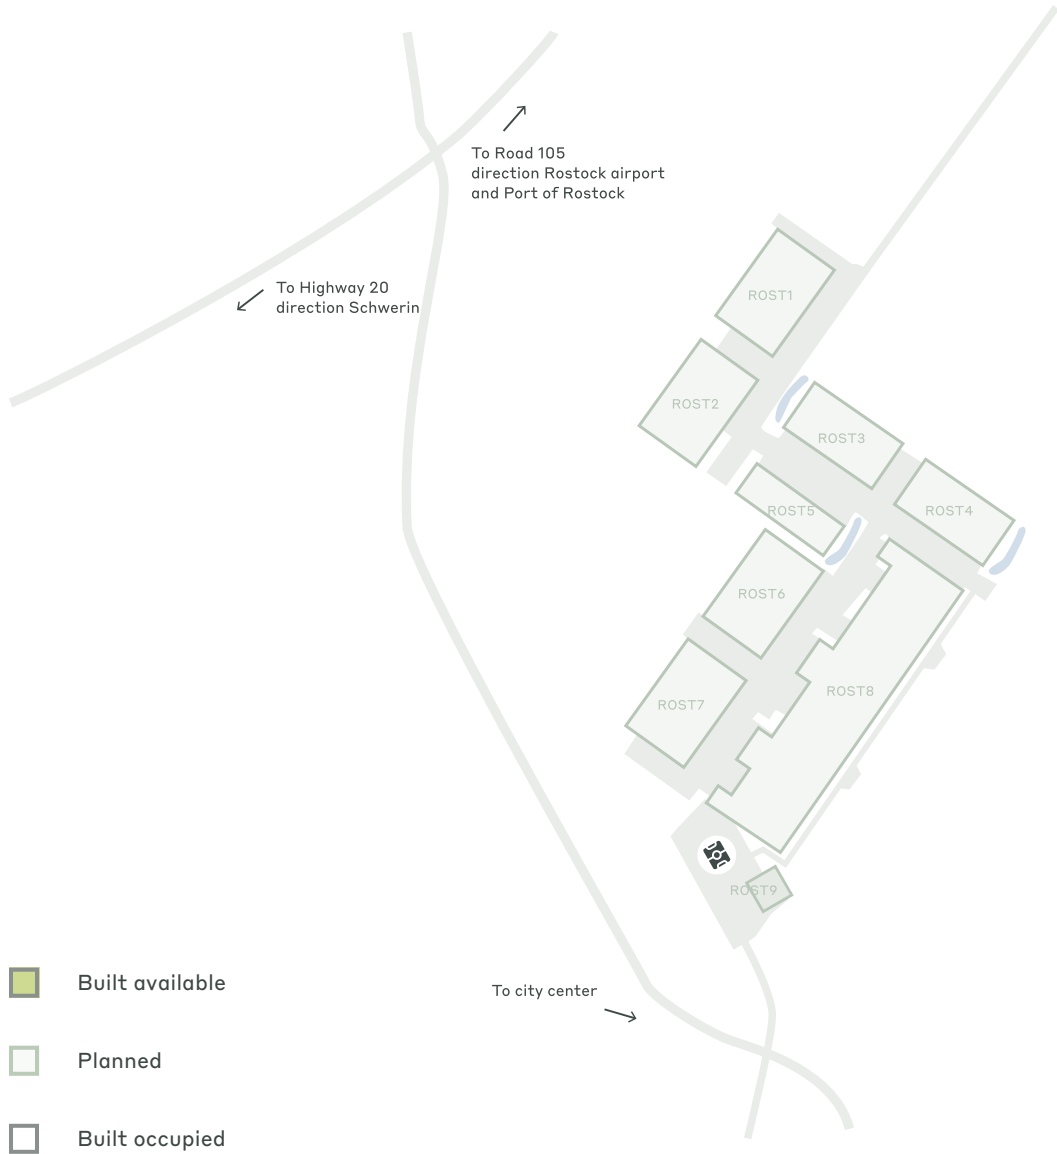 To Road 105
direction Rostock airport
and Port of Rostock
To Highway 20
direction Schwerin
ROST1
ROST2
ROST3
ROST4
ROST5
ROST6
ROST8
ROST7
ROST9
Built available
To city center
Planned
Built occupied